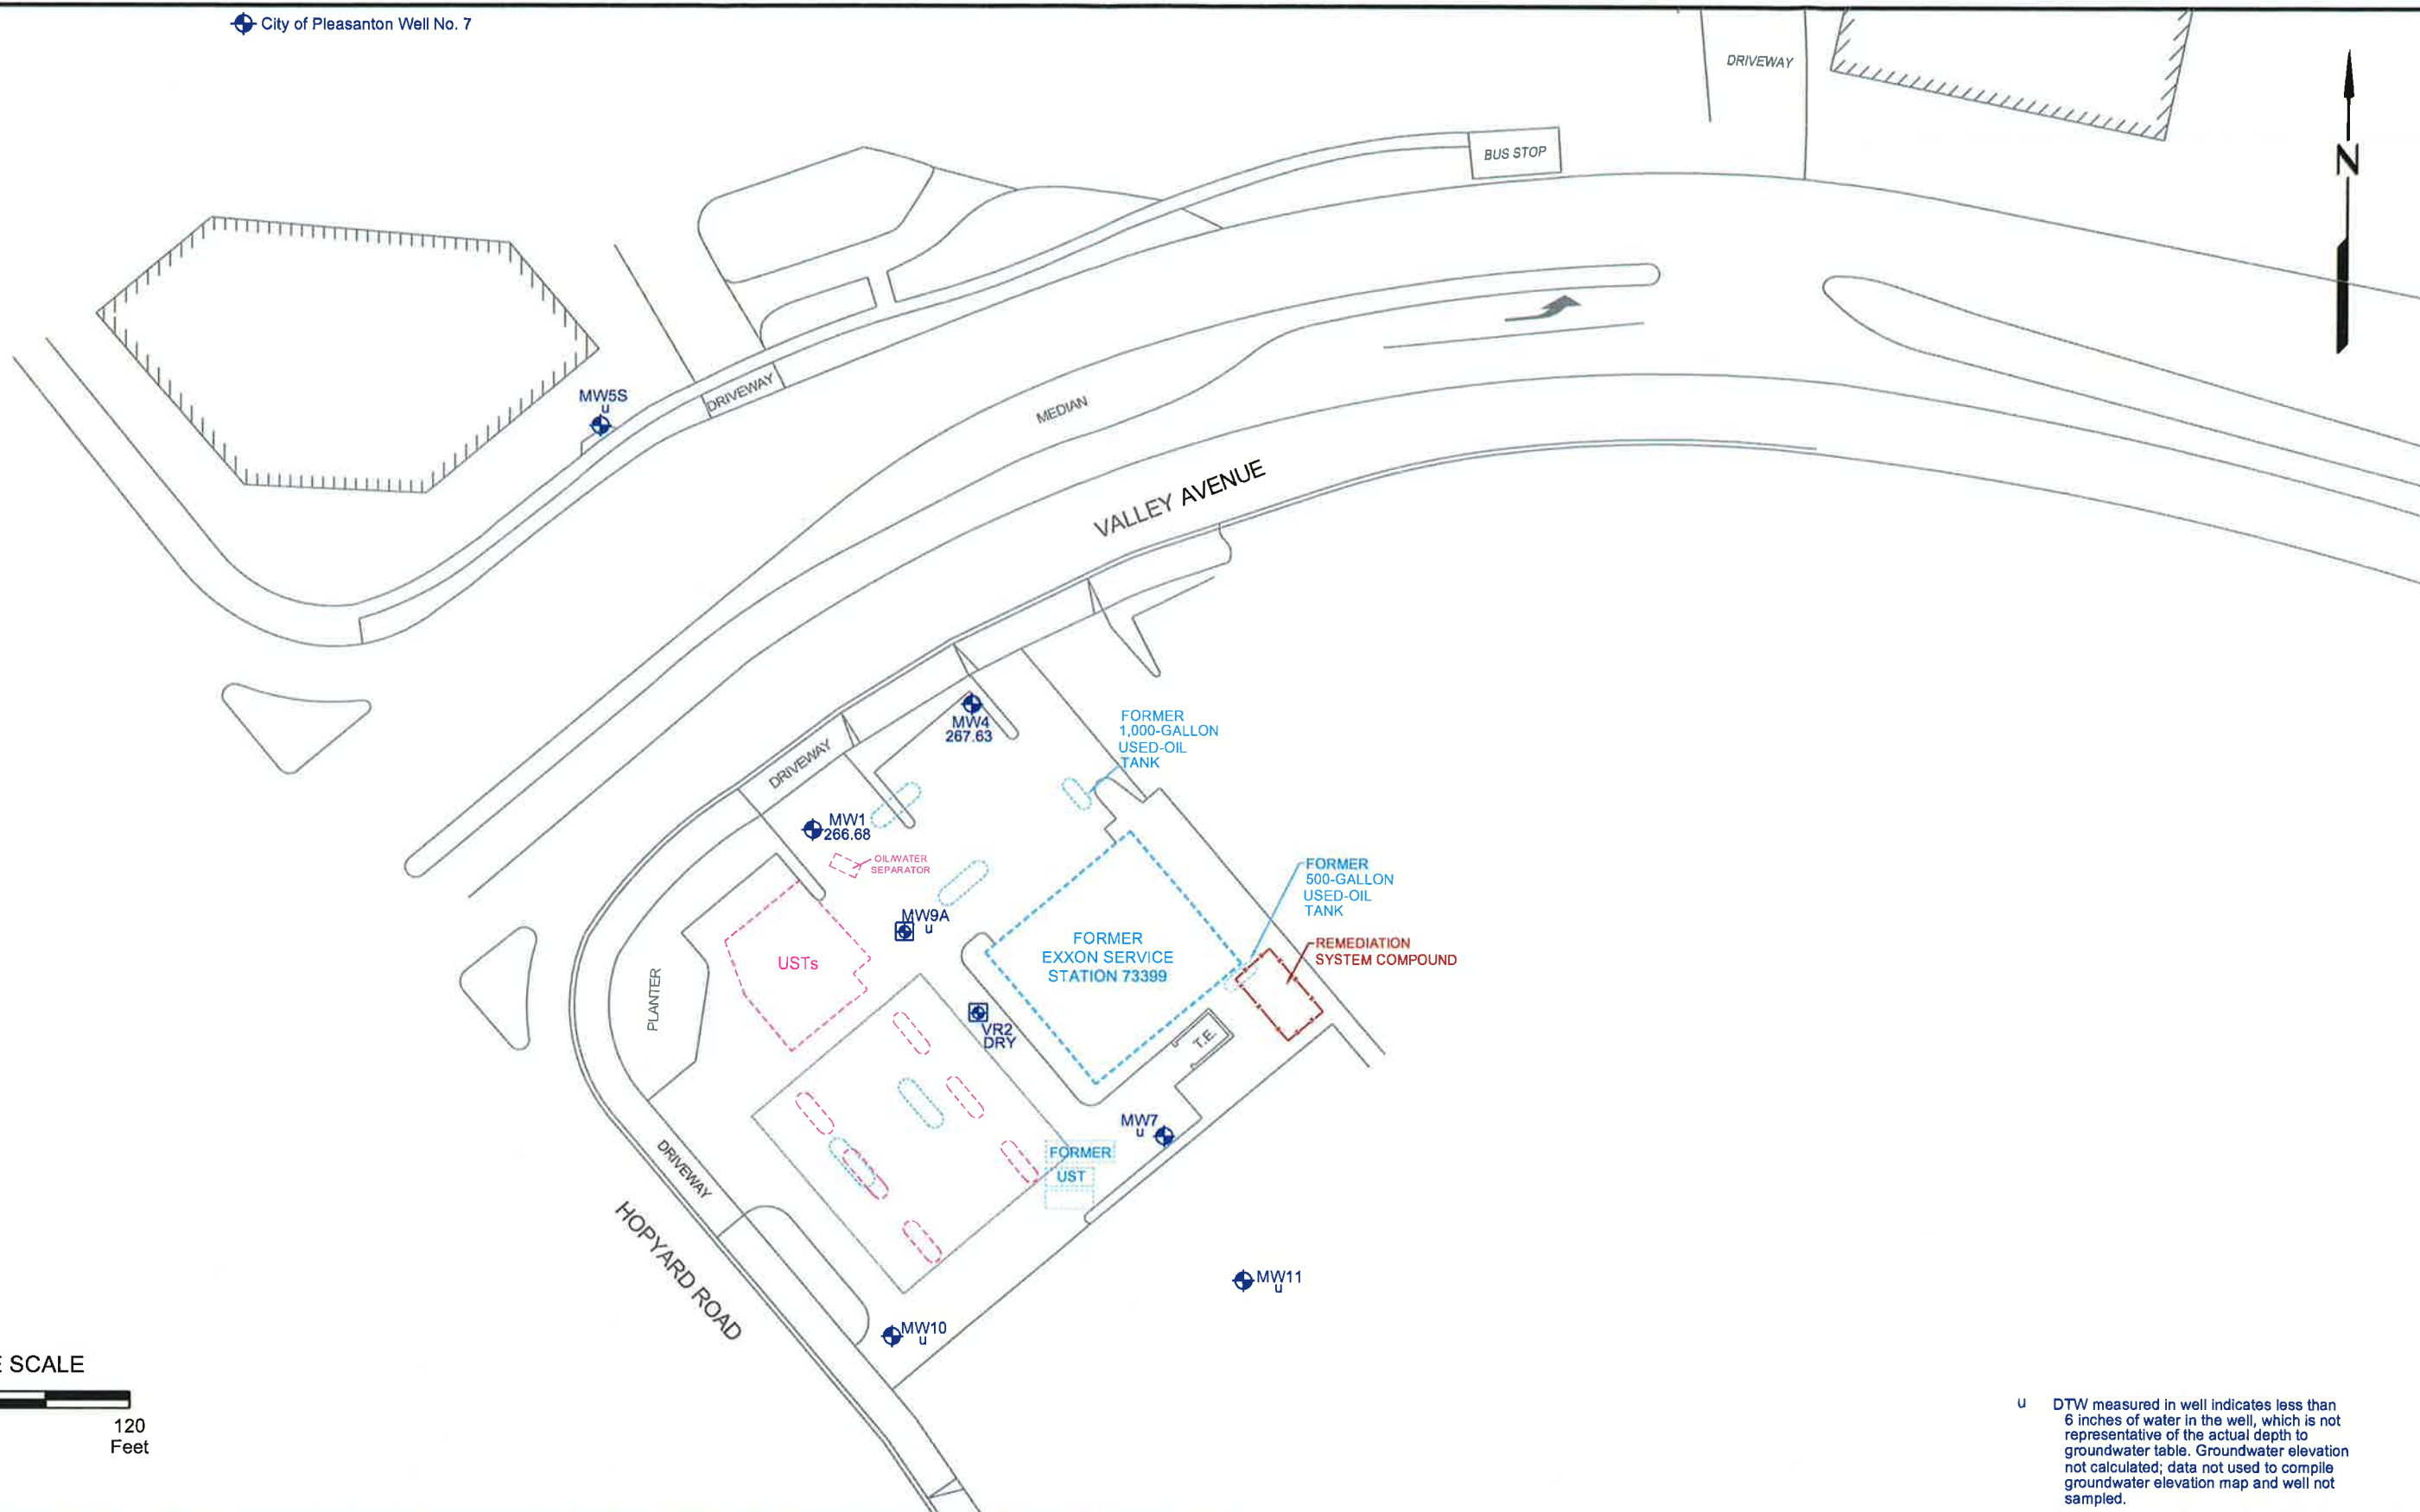 City of Pleasanton Well No. 7
DRIVEWAY
BUS STOP
N
MW5S
u
DRIVEWAY
MEDIAN
VALLEY AVENUE
MW4
267.63
FORMER
1,000-GALLON
USED-OIL
TANK
DRIVEWAY
MW1
266.68
OIL/WATER
SEPARATOR
FORMER
500-GALLON
USED-OIL
TANK
MW9A
u
FORMER
EXXON SERVICE
STATION 73399
REMEDIATION
SYSTEM COMPOUND
USTs
PLANTER
VR2
DRY
T.E.
MW7
u
FORMER
UST
DRIVEWAY
HOPYARD ROAD
MW11
u
MW10
u
E SCALE
120
Feet
u DTW measured in well indicates less than
6 inches of water in the well, which is not
representative of the actual depth to
groundwater table. Groundwater elevation
not calculated; data not used to compile
groundwater elevation map and well not
sampled.